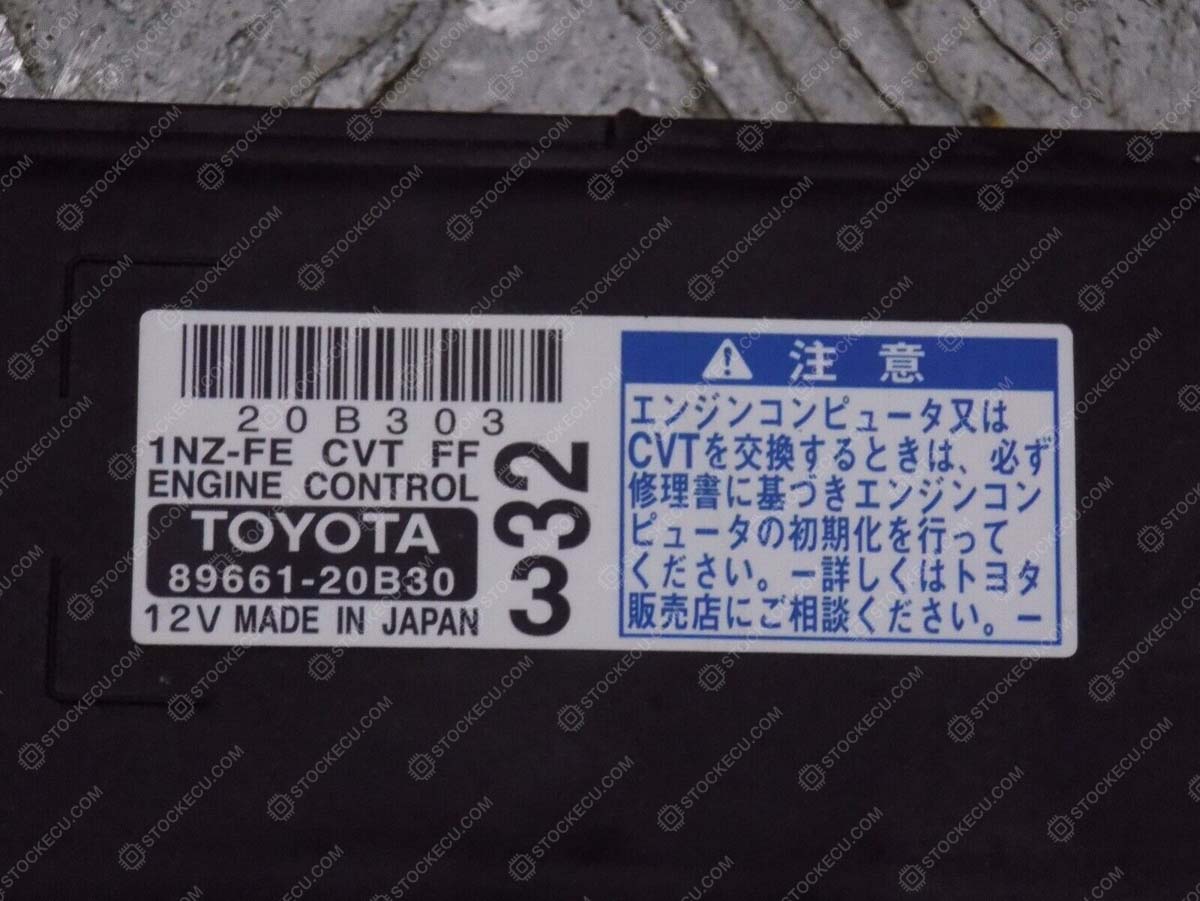 20B303
1NZ-FE CVT FF
ENGINE CONTROL
TOYOTA
89661-20B30
12V MADE IN JAPAN
332
注意
エンジンコンピュータ又は
CVTを交換するときは、必ず
修理書に基づきエンジンコン
ピュータの初期化を行って
ください。ー詳しくはトヨタ
販売店にご相談ください。ー
STOCKECU.COM